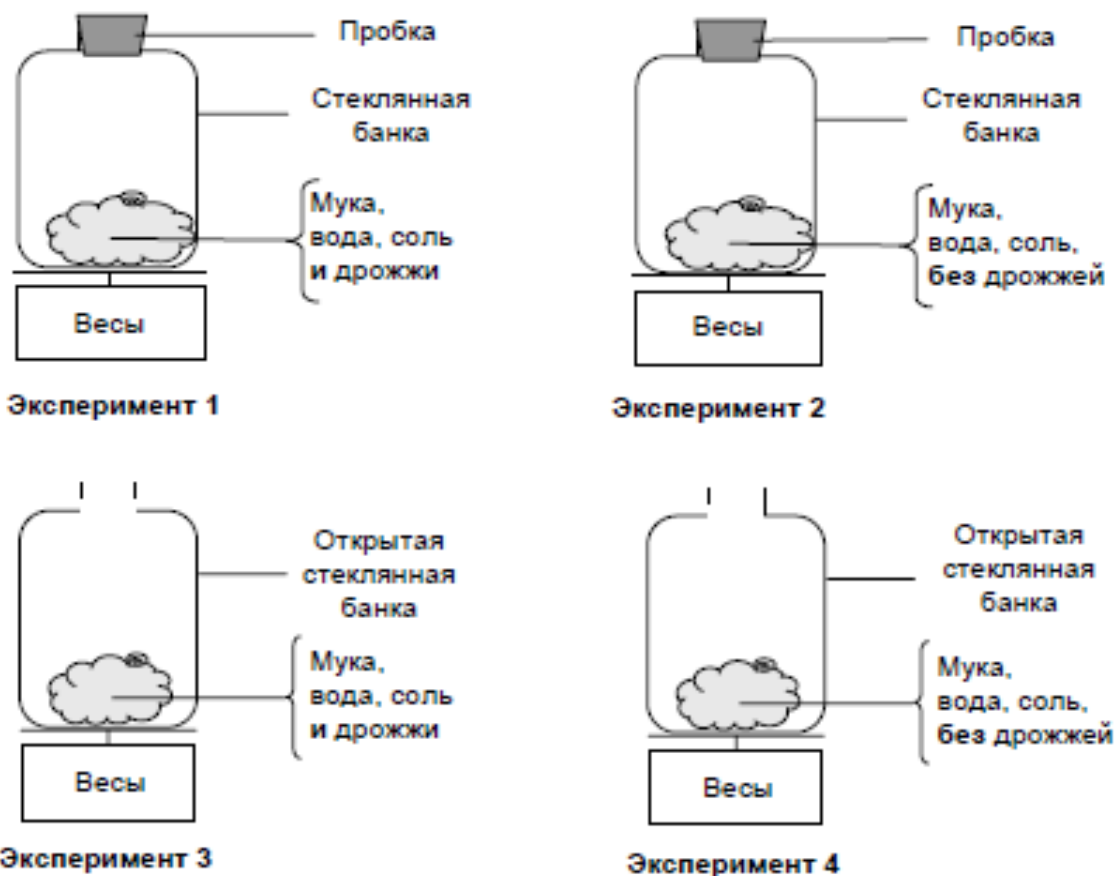 Пробка
Стеклянная
банка
Мука,
вода, соль
и дрожжи
Весы
Эксперимент 1
Пробка
Стеклянная
банка
Мука,
вода, соль,
без дрожжей
Весы
Эксперимент 2
Открытая
стеклянная
банка
Мука,
вода, соль
и дрожжи
Весы
Эксперимент 3
Открытая
стеклянная
банка
Мука,
вода, соль,
без дрожжей
Весы
Эксперимент 4